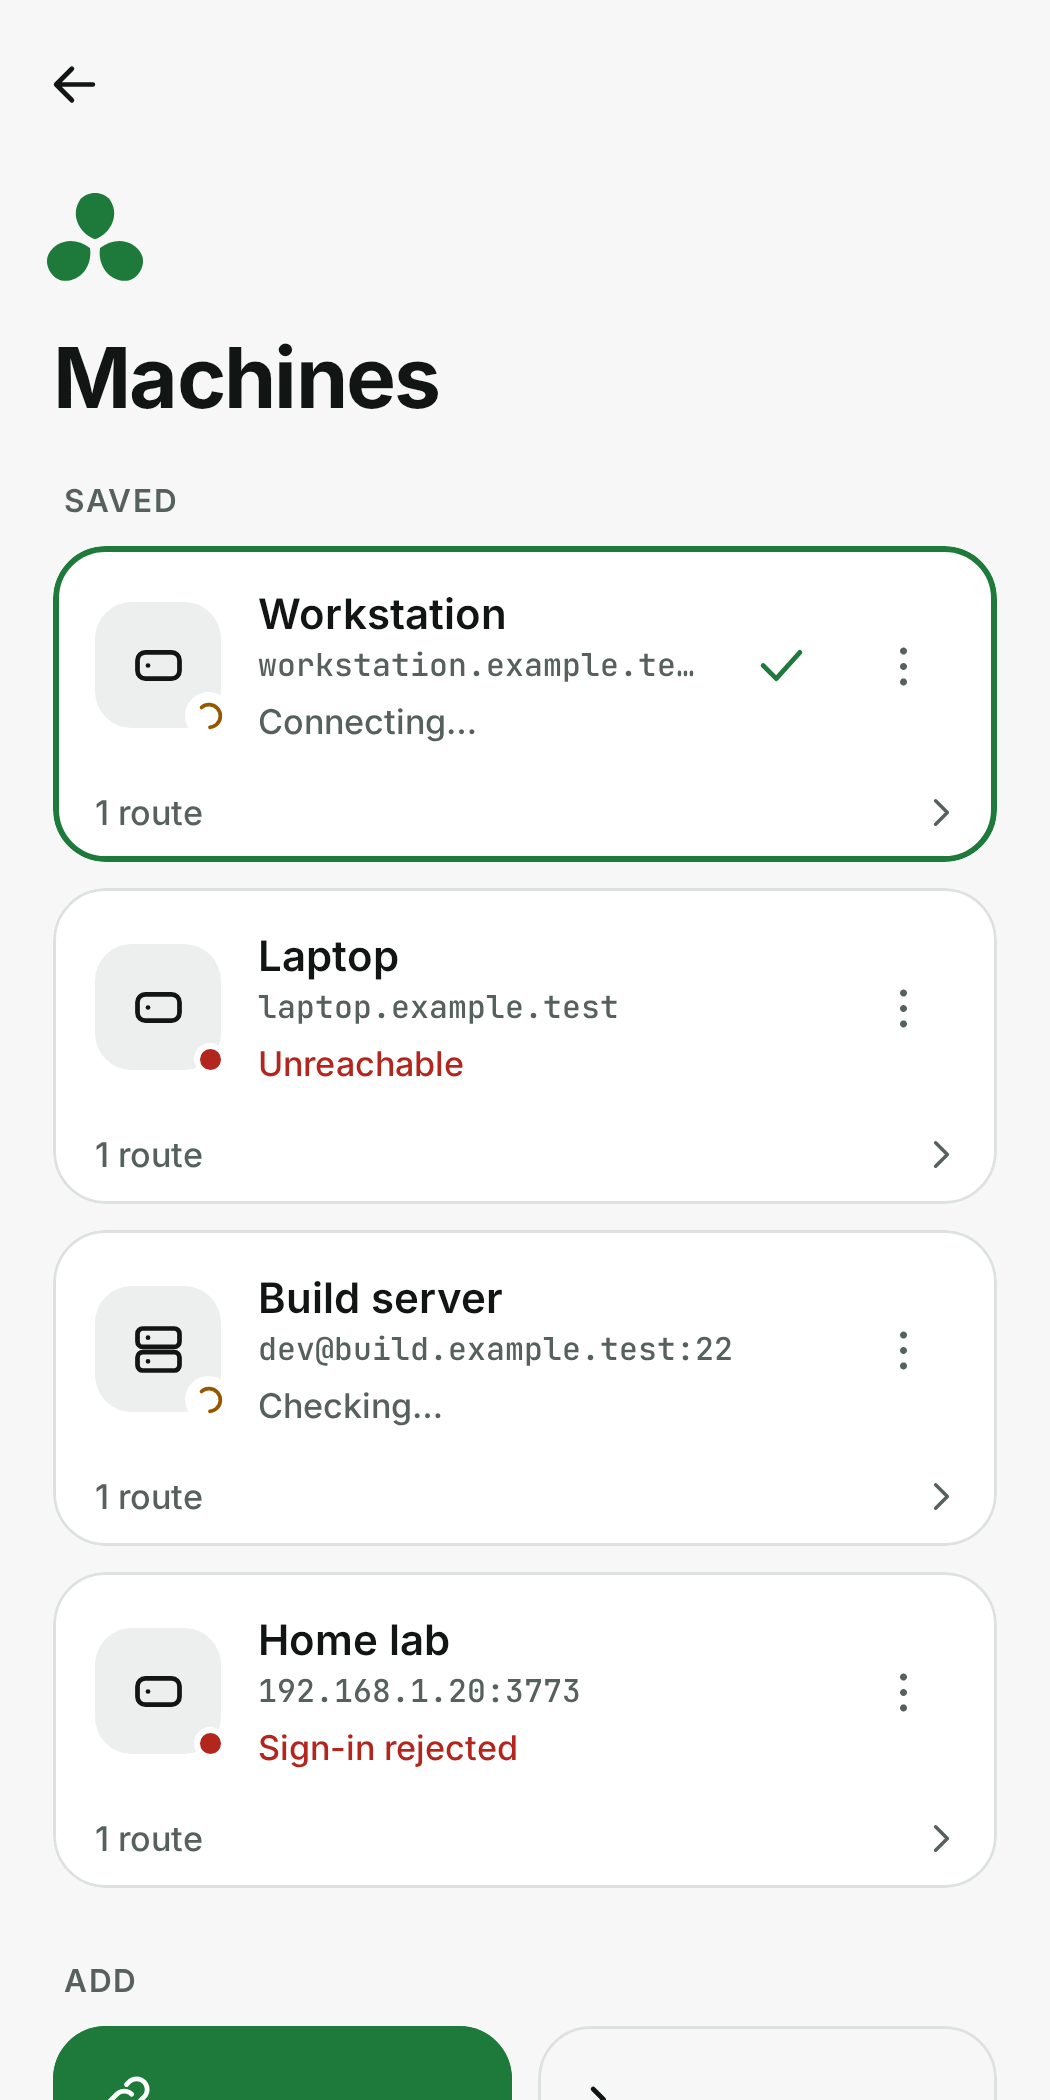 Machines
SAVED
Workstation
workstation.example.te…
Connecting…
1 route
Laptop
laptop.example.test
Unreachable
1 route
Build server
dev@build.example.test:22
Checking…
1 route
Home lab
192.168.1.20:3773
Sign-in rejected
1 route
ADD